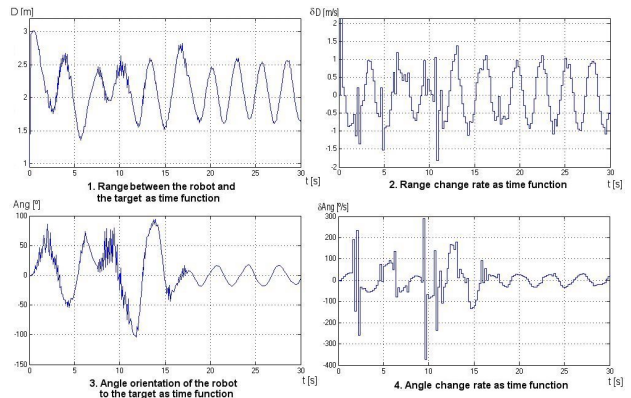 D [m]
3
2.5
2
1.5
1
0 5 10 15 20 25 30
t [s]
1. Range between the robot and
the target as time function
δD [m/s]
2
1.5
1
0.5
0
-0.5
-1
-1.5
-2
0 5 10 15 20 25 30
t [s]
2. Range change rate as time function
Ang [º]
100
50
0
-50
-100
-150
0 5 10 15 20 25 30
t [s]
3. Angle orientation of the robot
to the target as time function
δAng [º/s]
300
200
100
0
-100
-200
-300
-400
0 5 10 15 20 25 30
t [s]
4. Angle change rate as time function